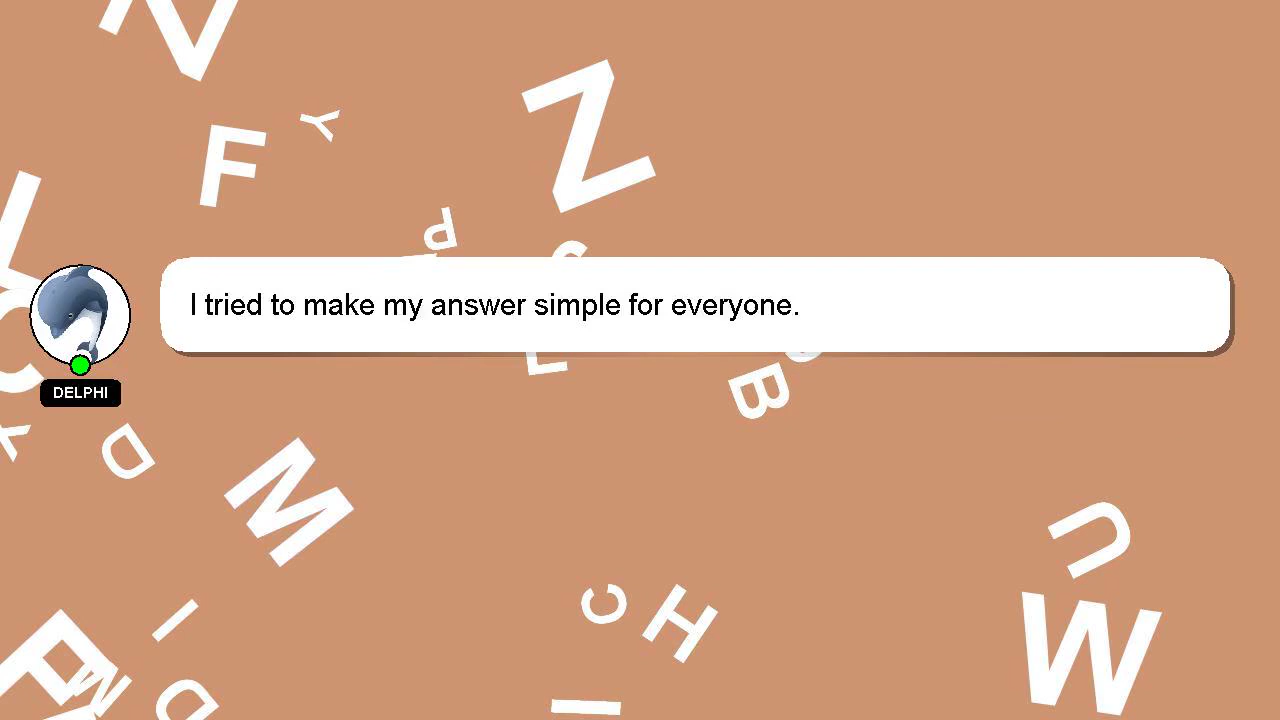 N
Y
F
Z
P
S
I tried to make my answer simple for everyone.
DELPHI
L
B
Y
D
M
U
C
H
I
W
M
D
I